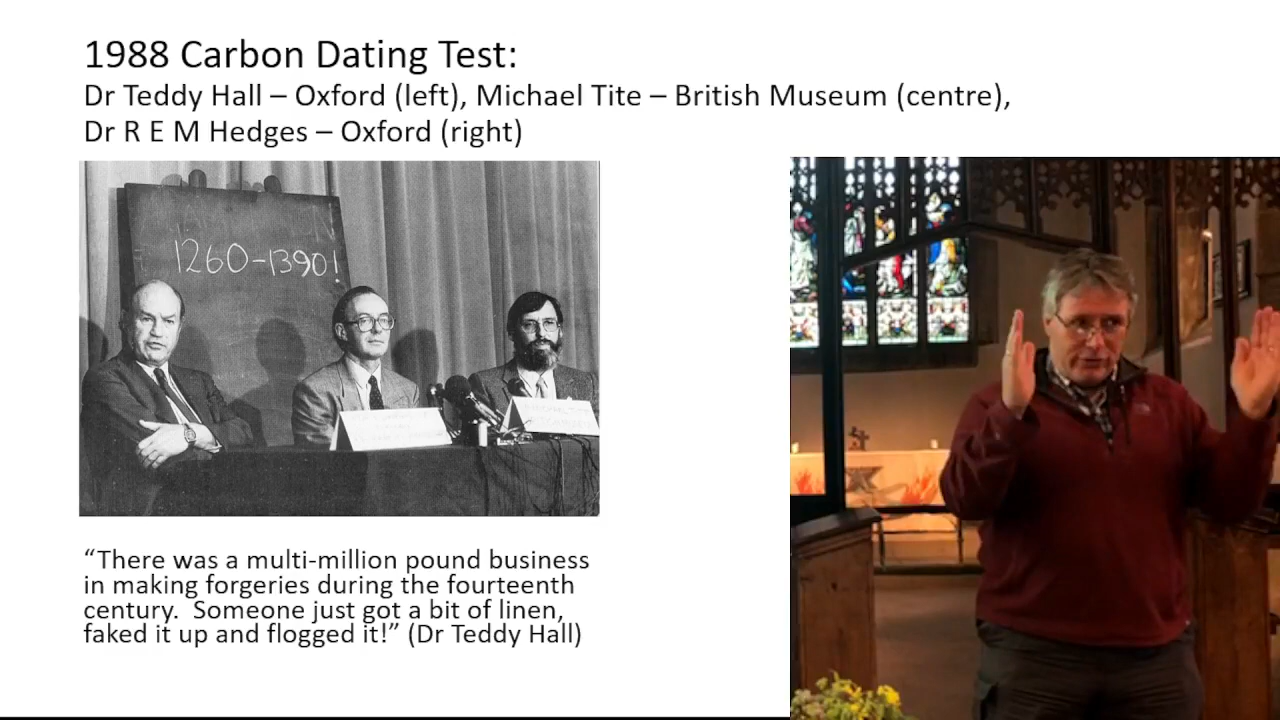 1988 Carbon Dating Test:
Dr Teddy Hall – Oxford (left), Michael Tite – British Museum (centre),
Dr R E M Hedges – Oxford (right)
1260-1390!
“There was a multi-million pound business
in making forgeries during the fourteenth
century.  Someone just got a bit of linen,
faked it up and flogged it!” (Dr Teddy Hall)